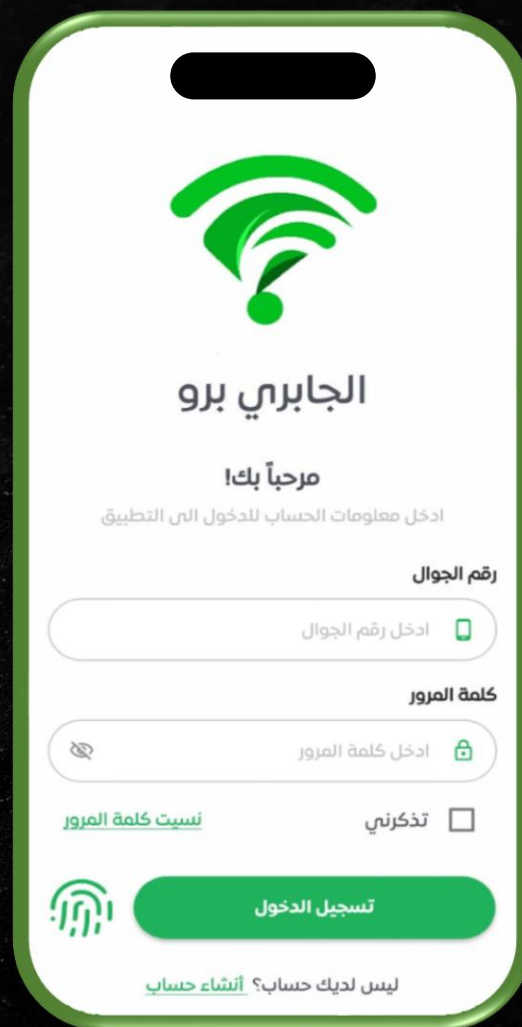 الجابري برو
مرحباً بك!
ادخل معلومات الحساب للدخول الى التطبيق
رقم الجوال
ادخل رقم الجوال
كلمة المرور
ادخل كلمة المرور
تذكرني نسيت كلمة المرور
تسجيل الدخول
ليس لديك حساب؟ أنشاء حساب